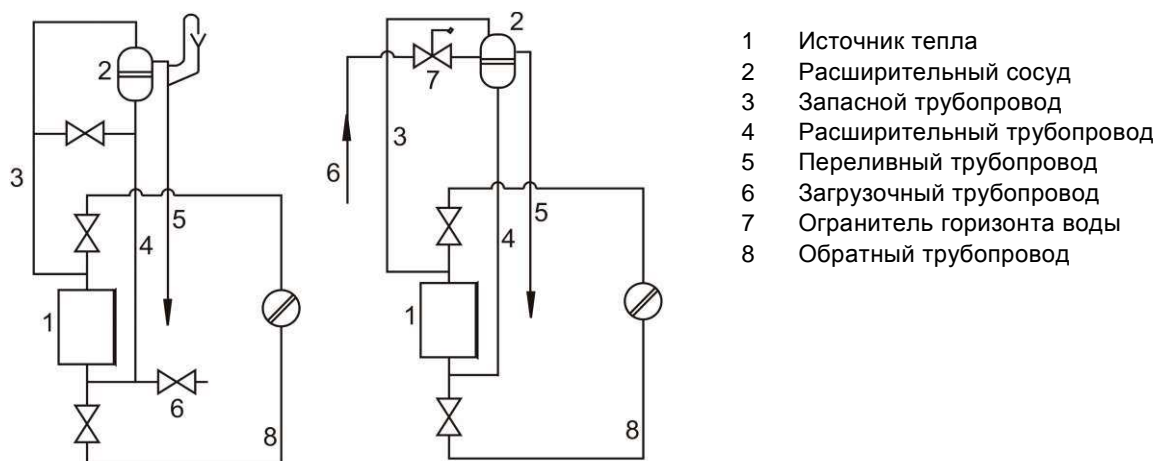 1 Источник тепла
2 Расширительный сосуд
3 Запасной трубопровод
4 Расширительный трубопровод
5 Переливный трубопровод
6 Загрузочный трубопровод
7 Огранитель горизонта воды
8 Обратный трубопровод
2
3
4
5
1
6
8
2
7
3
6
5
4
1
8